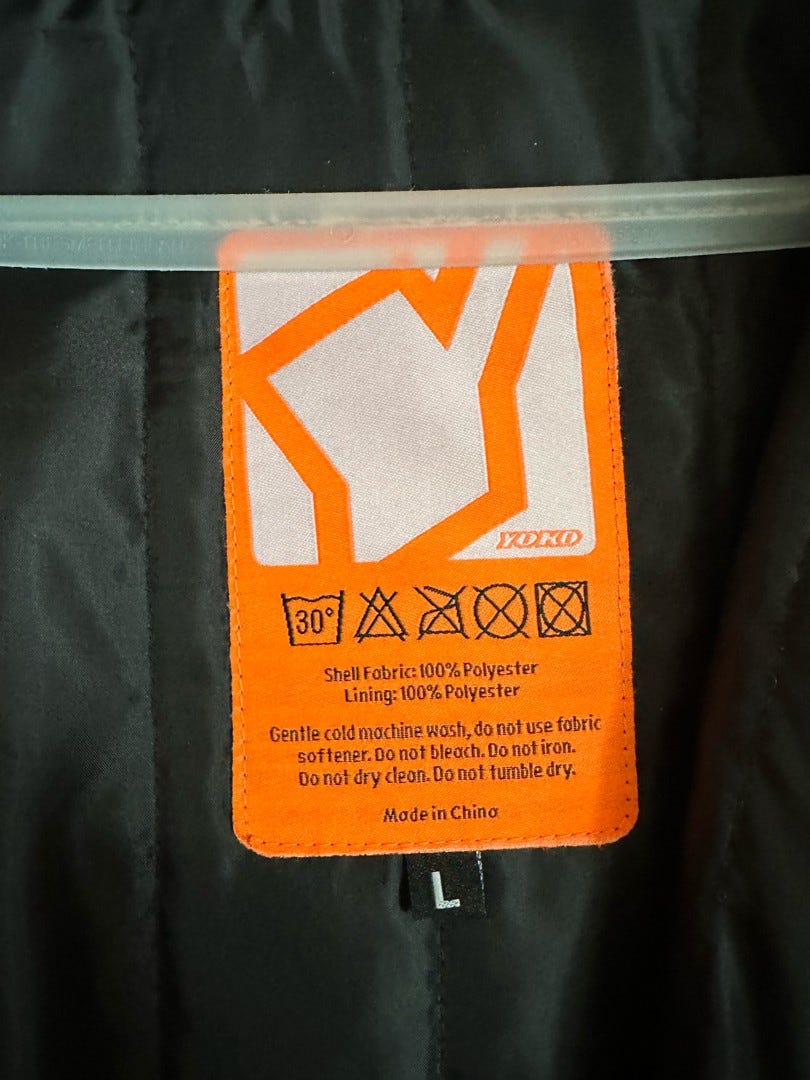 YOKO
30°
Shell Fabric: 100% Polyester
Lining: 100% Polyester
Gentle cold machine wash, do not use fabric
softener. Do not bleach. Do not iron.
Do not dry clean. Do not tumble dry.
Made in China
L